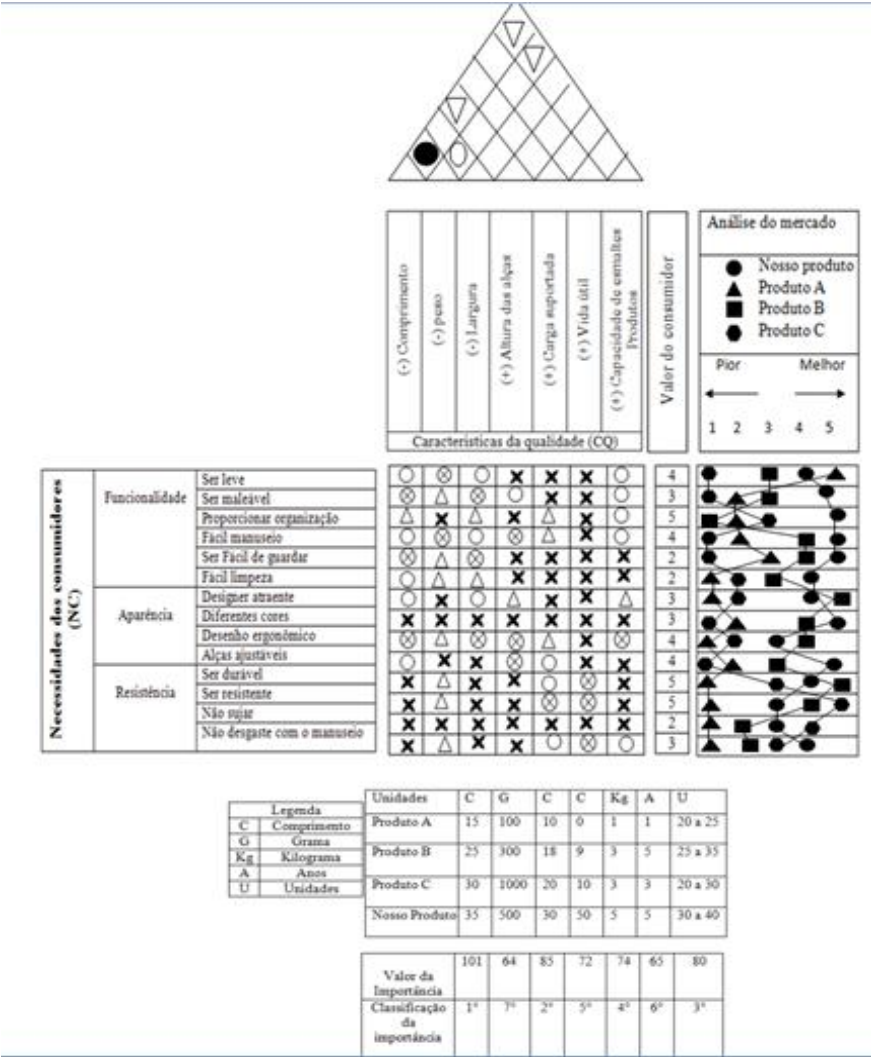 (-) Comprimento
(-) peso
(-) Largura
(+) Altura das alças
(+) Carga suportada
(+) Vida útil
(+) Capacidade de esmaltes
Produtos
Características da qualidade (CQ)
Valor do consumidor
Análise do mercado
Nosso produto
Produto A
Produto B
Produto C
Pior Melhor
1 2 3 4 5
Necessidades dos consumidores
(NC)
Funcionalidade
Ser leve 4
Ser maleável 3
Proporcionar organização 5
Fácil manuseio 4
Ser Fácil de guardar 2
Fácil limpeza 2
Aparência
Designer atraente 3
Diferentes cores 3
Desenho ergonômico 4
Alças ajustáveis 4
Resistência
Ser durável 5
Ser resistente 5
Não sujar 2
Não desgaste com o manuseio 3
Legenda
C Comprimento
G Grama
Kg Kilograma
A Anos
U Unidades
Unidades C G C C Kg A U
Produto A 15 100 10 0 1 1 20 a 25
Produto B 25 300 18 9 3 5 25 a 35
Produto C 30 1000 20 10 3 3 20 a 30
Nosso Produto 35 500 30 50 5 5 30 a 40
Valor da
Importância
101 64 85 72 74 65 80
Classificação
da
importância
1° 7° 2° 5° 4° 6° 3°